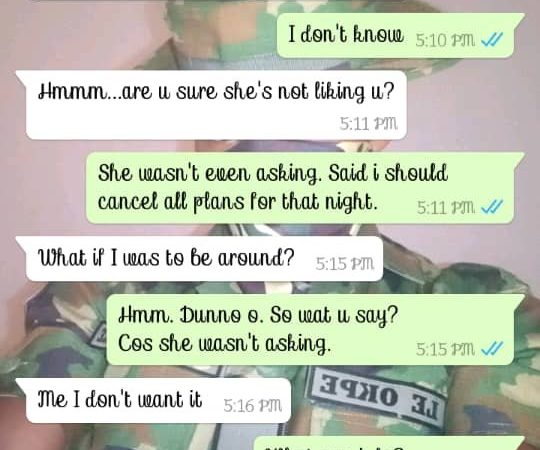 I don't know 5:10 PM
Hmmm...are u sure she's not liking u?
5:11 PM
She wasn't even asking. Said i should
cancel all plans for that night. 5:11 PM
What if I was to be around? 5:15 PM
Hmm. Dunno o. So wat u say?
Cos she wasn't asking. 5:15 PM
LE OKPE
Me I don't want it 5:16 PM